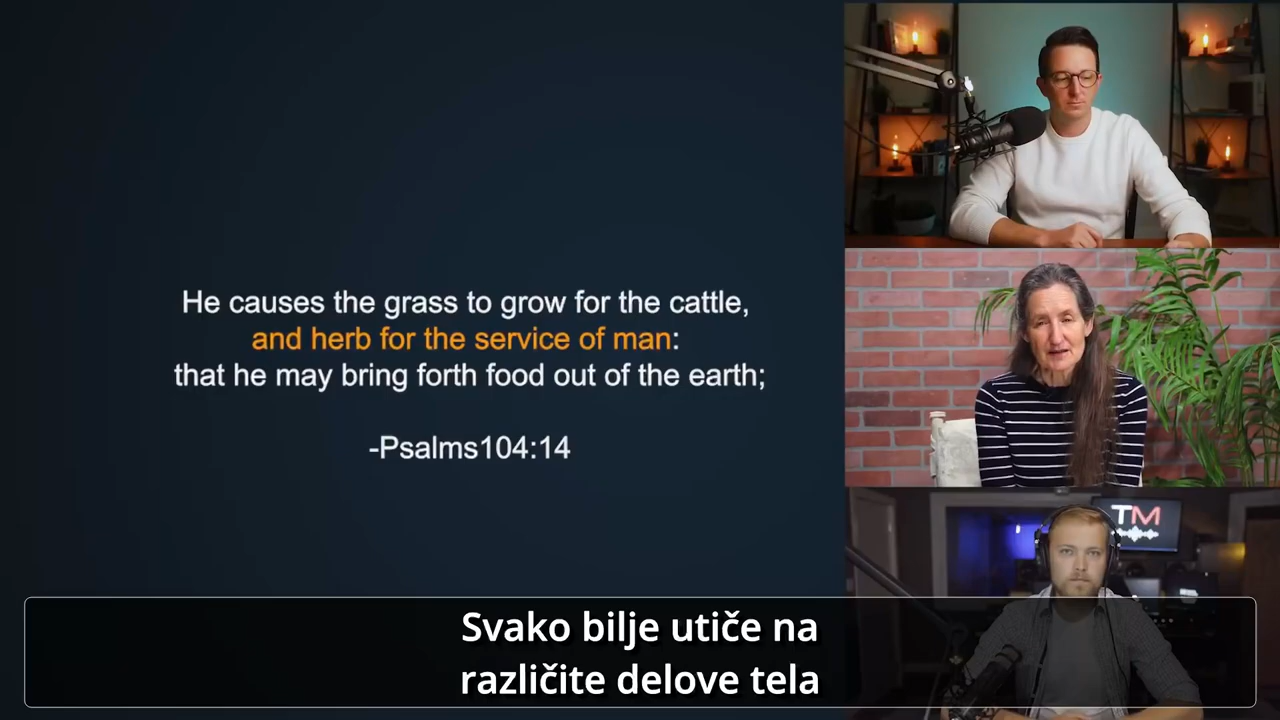 He causes the grass to grow for the cattle,
and herb for the service of man:
that he may bring forth food out of the earth;
-Psalms104:14
TM
Svako bilje utiče na
različite delove tela